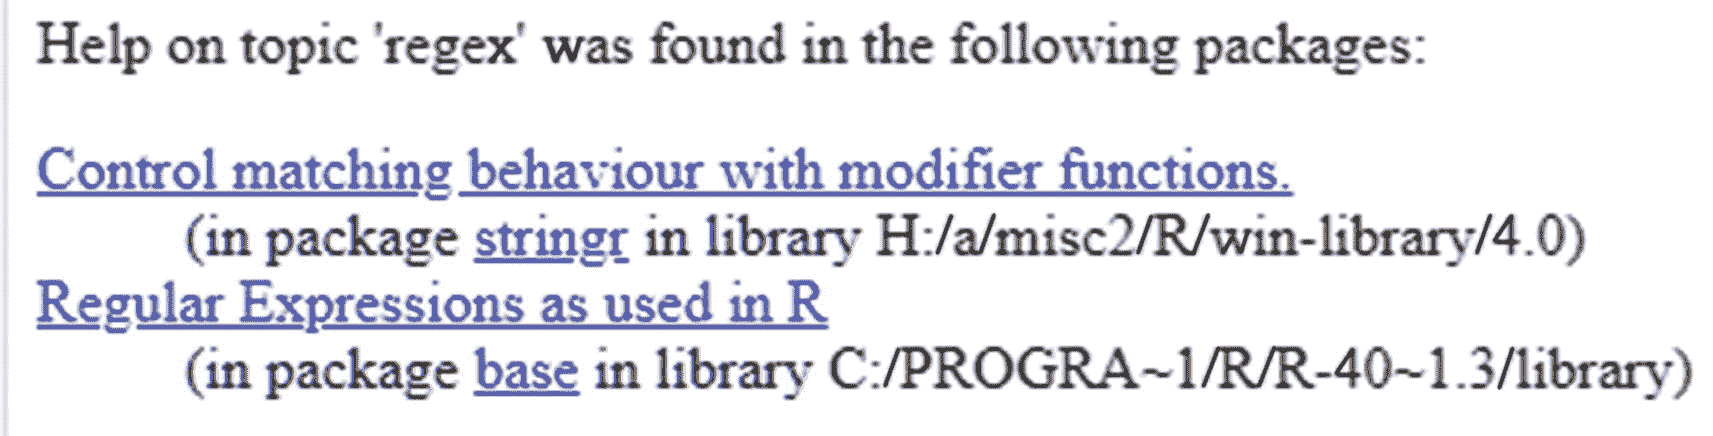 Help on topic 'regex' was found in the following packages:
Control matching behaviour with modifier functions.
(in package stringr in library H:/a/misc2/R/win-library/4.0)
Regular Expressions as used in R
(in package base in library C:/PROGRA~1/R/R-40~1.3/library)